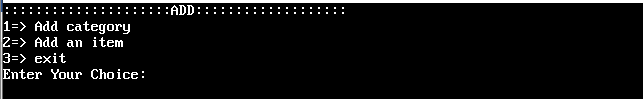 :::::::::::::::::::::ADD:::::::::::::::::::
1=> Add category
2=> Add an item
3=> exit
Enter Your Choice: